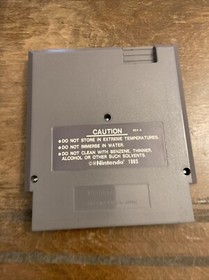 CAUTION
REV-A
● DO NOT STORE IN EXTREME TEMPERATURES.
● DO NOT IMMERSE IN WATER.
● DO NOT CLEAN WITH BENZENE, THINNER,
ALCOHOL OR OTHER SUCH SOLVENTS.
Nintendo 1985